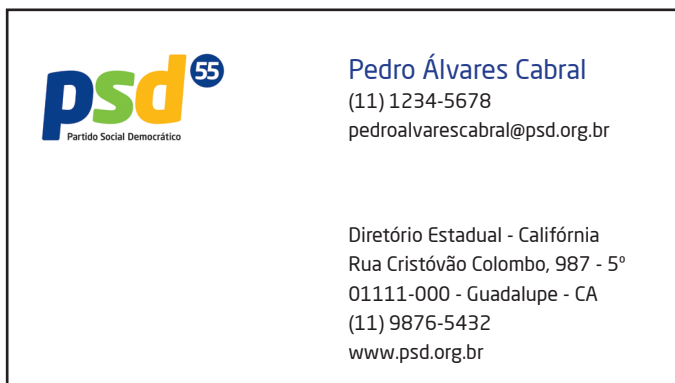 psd 55
Partido Social Democrático
Pedro Álvares Cabral
(11) 1234-5678
pedroalvarescabral@psd.org.br
Diretório Estadual - Califórnia
Rua Cristóvão Colombo, 987 - 5º
01111-000 - Guadalupe - CA
(11) 9876-5432
www.psd.org.br